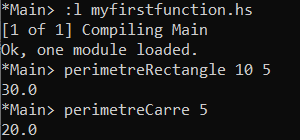 *Main> :l myfirstfunction.hs
[1 of 1] Compiling Main
Ok, one module loaded.
*Main> perimetreRectangle 10 5
30.0
*Main> perimetreCarre 5
20.0